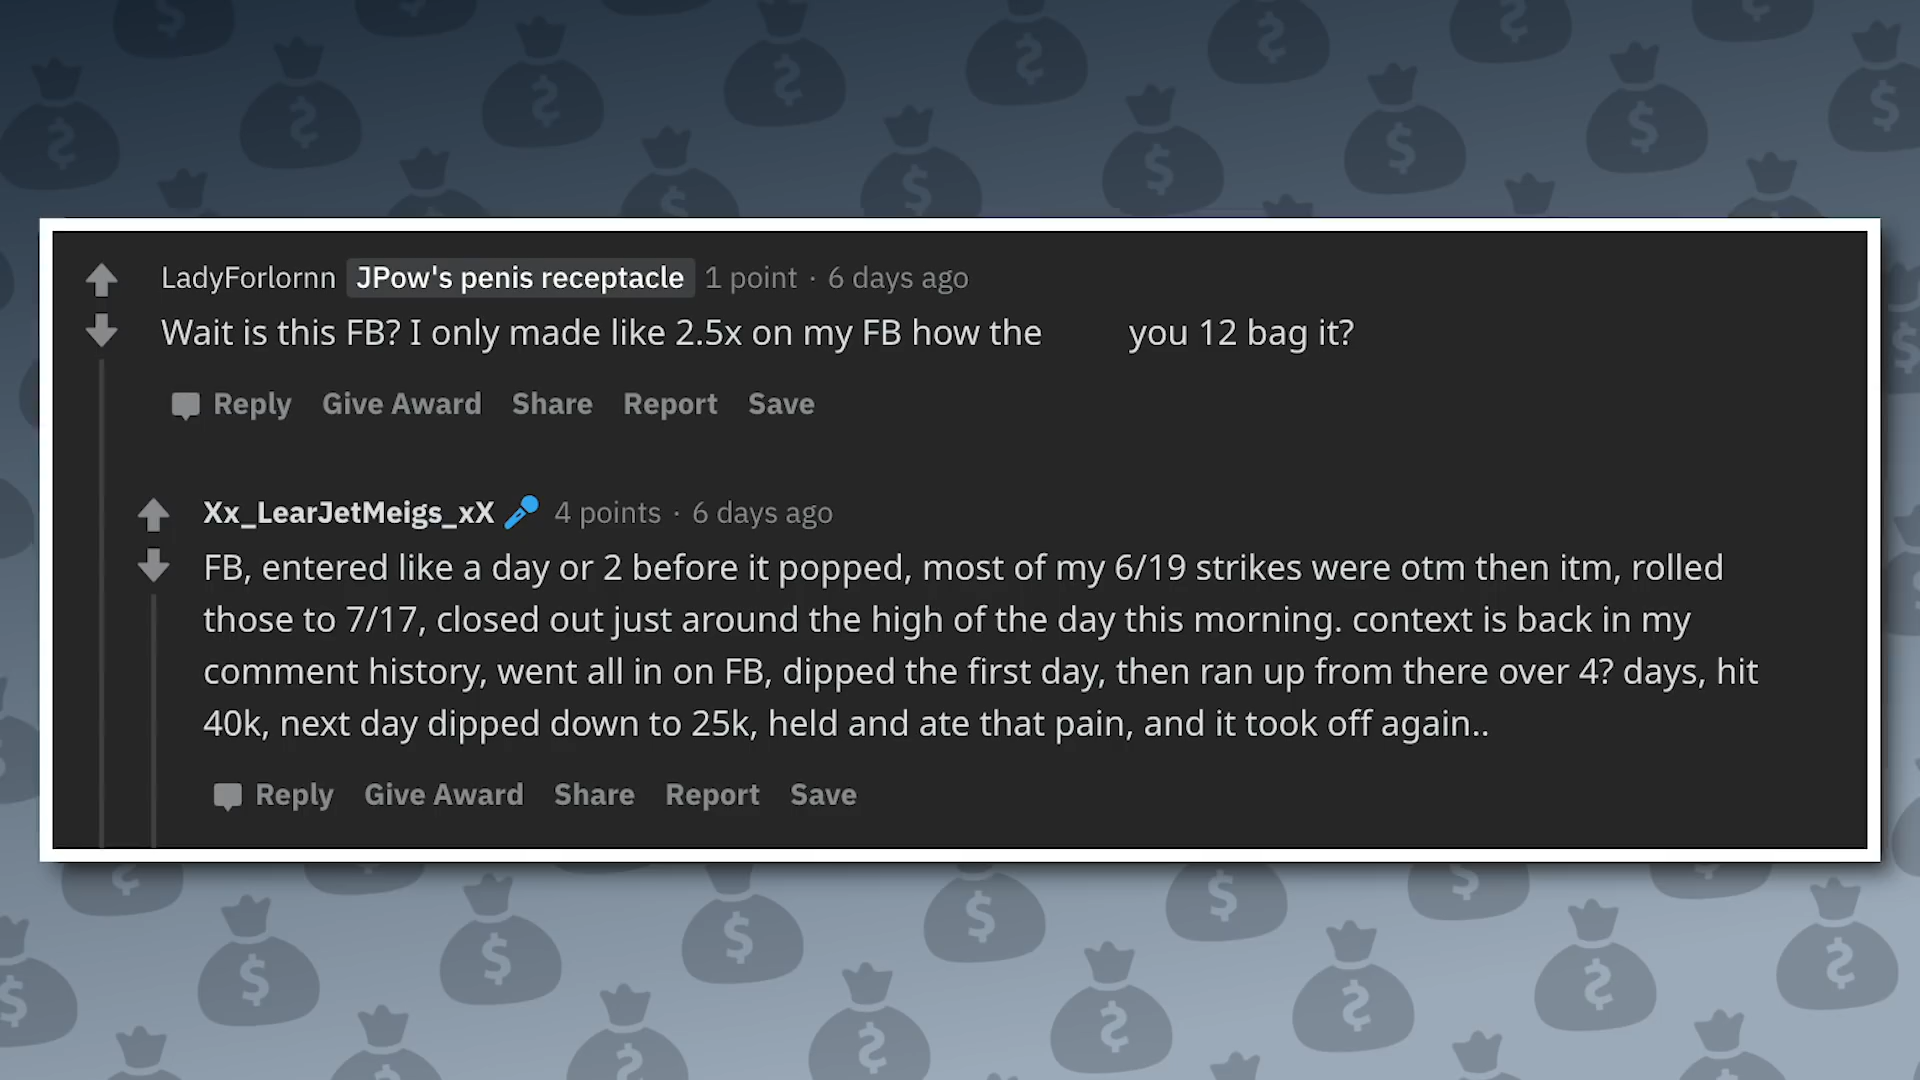 LadyForlornn JPow's penis receptacle 1 point · 6 days ago
Wait is this FB? I only made like 2.5x on my FB how the you 12 bag it?
Reply Give Award Share Report Save
Xx_LearJetMeigs_xX 4 points · 6 days ago
FB, entered like a day or 2 before it popped, most of my 6/19 strikes were otm then itm, rolled
those to 7/17, closed out just around the high of the day this morning. context is back in my
comment history, went all in on FB, dipped the first day, then ran up from there over 4? days, hit
40k, next day dipped down to 25k, held and ate that pain, and it took off again..
Reply Give Award Share Report Save